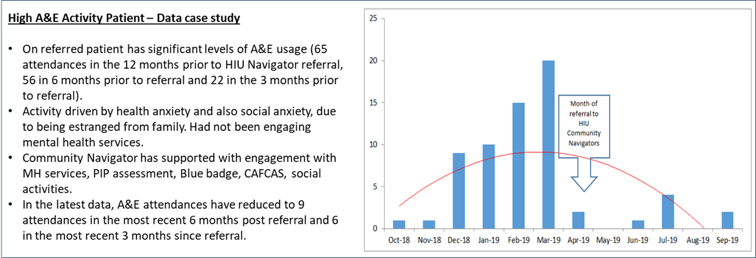 High A&E Activity Patient – Data case study
• On referred patient has significant levels of A&E usage (65
attendances in the 12 months prior to HIU Navigator referral,
56 in 6 months prior to referral and 22 in the 3 months prior
to referral).
• Activity driven by health anxiety and also social anxiety, due
to being estranged from family. Had not been engaging
mental health services.
• Community Navigator has supported with engagement with
MH services, PIP assessment, Blue badge, CAFCAS, social
activities.
• In the latest data, A&E attendances have reduced to 9
attendances in the most recent 6 months post referral and 6
in the most recent 3 months since referral.
25
20
15
10
5
0
Month of
referral to
HIU
Community
Navigators
Oct-18 Nov-18 Dec-18 Jan-19 Feb-19 Mar-19 Apr-19 May-19 Jun-19 Jul-19 Aug-19 Sep-19